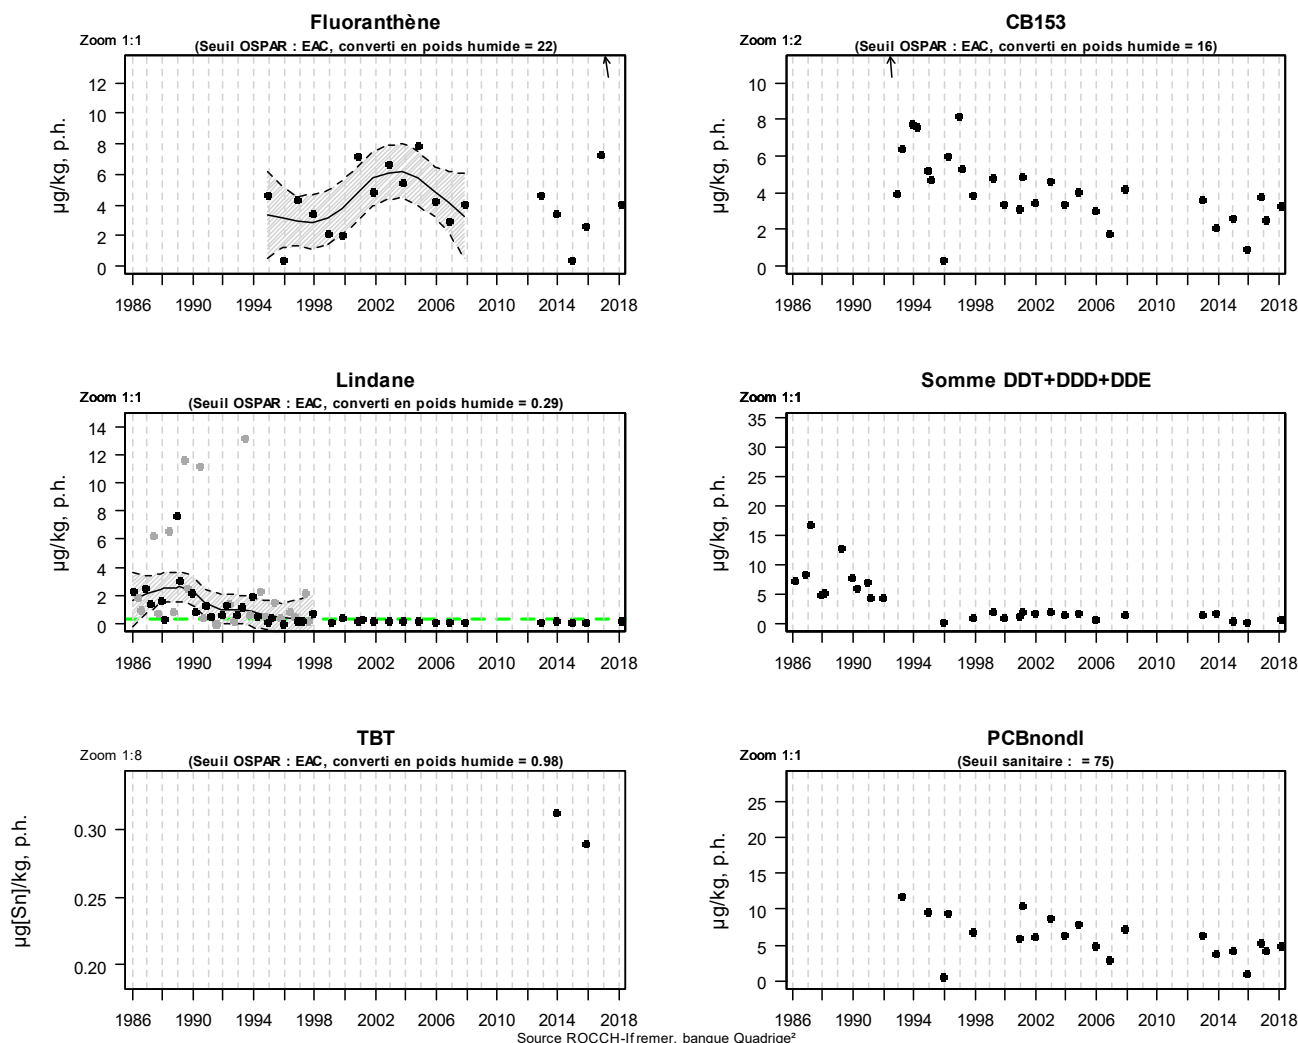 Fluoranthène
Zoom 1:1
(Seuil OSPAR : EAC, converti en poids humide = 22)
µg/kg, p.h.
12
10
8
6
4
2
0
1986 1990 1994 1998 2002 2006 2010 2014 2018
CB153
Zoom 1:2
(Seuil OSPAR : EAC, converti en poids humide = 16)
µg/kg, p.h.
10
8
6
4
2
0
1986 1990 1994 1998 2002 2006 2010 2014 2018
Lindane
Zoom 1:1
(Seuil OSPAR : EAC, converti en poids humide = 0.29)
µg/kg, p.h.
14
12
10
8
6
4
2
0
1986 1990 1994 1998 2002 2006 2010 2014 2018
Somme DDT+DDD+DDE
Zoom 1:1
µg/kg, p.h.
35
30
25
20
15
10
5
0
1986 1990 1994 1998 2002 2006 2010 2014 2018
TBT
Zoom 1:8
(Seuil OSPAR : EAC, converti en poids humide = 0.98)
µg[Sn]/kg, p.h.
0.30
0.25
0.20
1986 1990 1994 1998 2002 2006 2010 2014 2018
PCBnondl
Zoom 1:1
(Seuil sanitaire : = 75)
µg/kg, p.h.
25
20
15
10
5
0
1986 1990 1994 1998 2002 2006 2010 2014 2018
Source ROCCH-Ifremer, banque Quadrige²